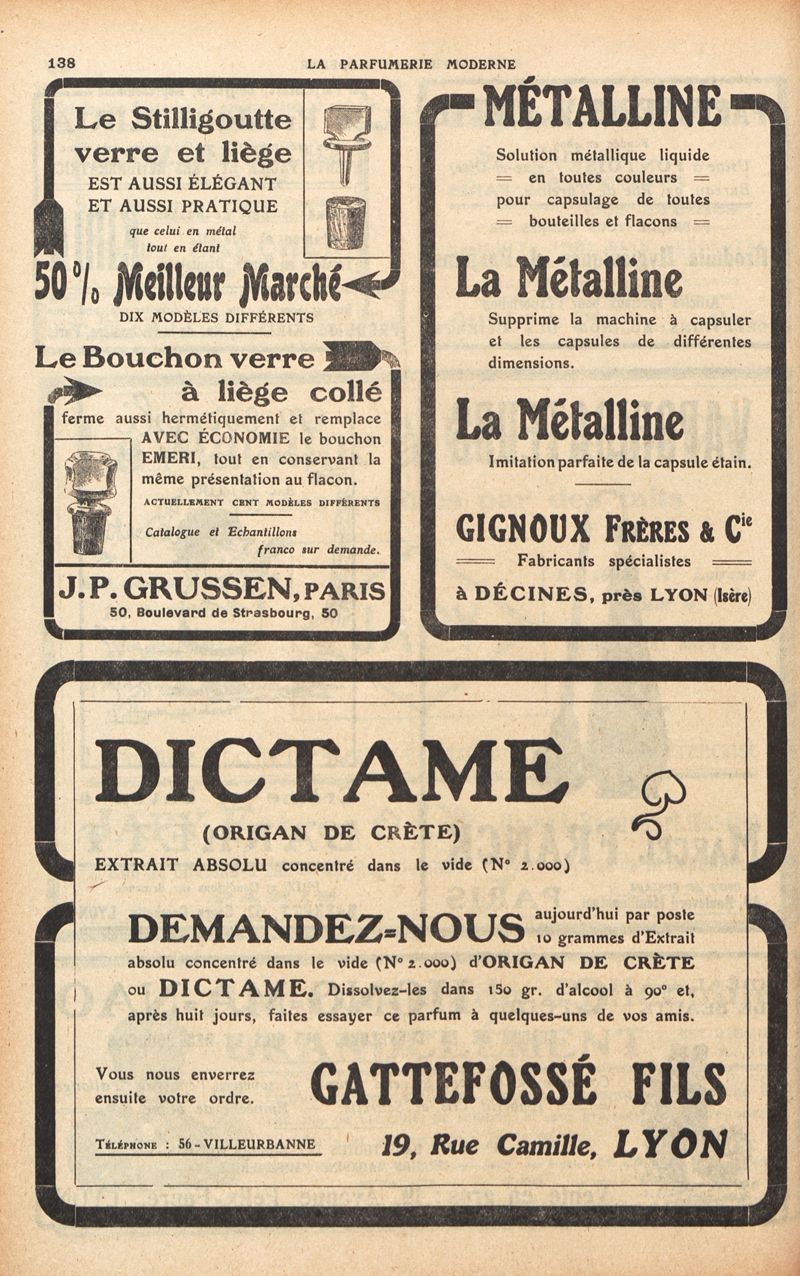 138
LA PARFUMERIE MODERNE
Le Stilligoutte
verre et liège
EST AUSSI ÉLÉGANT
ET AUSSI PRATIQUE
que celui en métal
tout en étant
50 % Meilleur Marché
DIX MODÈLES DIFFÉRENTS
Le Bouchon verre
à liège collé
ferme aussi hermétiquement et remplace
AVEC ÉCONOMIE le bouchon
EMERI, tout en conservant la
même présentation au flacon.
ACTUELLEMENT CENT MODÈLES DIFFÉRENTS
Catalogue et Echantillons
franco sur demande.
J.P. GRUSSEN, PARIS
50, Boulevard de Strasbourg, 50
MÉTALLINE
Solution métallique liquide
= en toutes couleurs =
pour capsulage de toutes
= bouteilles et flacons =
La Métalline
Supprime la machine à capsuler
et les capsules de différentes
dimensions.
La Métalline
Imitation parfaite de la capsule étain.
GIGNOUX FRÈRES & Cie
Fabricants spécialistes
à DÉCINES, près LYON (Isère)
DICTAME
(ORIGAN DE CRÈTE)
EXTRAIT ABSOLU concentré dans le vide (N° 2.000)
DEMANDEZ=NOUS aujourd'hui par poste
10 grammes d'Extrait
absolu concentré dans le vide (N° 2.000) d'ORIGAN DE CRÈTE
ou DICTAME. Dissolvez-les dans 150 gr. d'alcool à 90° et,
après huit jours, faites essayer ce parfum à quelques-uns de vos amis.
Vous nous enverrez
ensuite votre ordre.
GATTEFOSSÉ FILS
TÉLÉPHONE : 56-VILLEURBANNE
19, Rue Camille, LYON